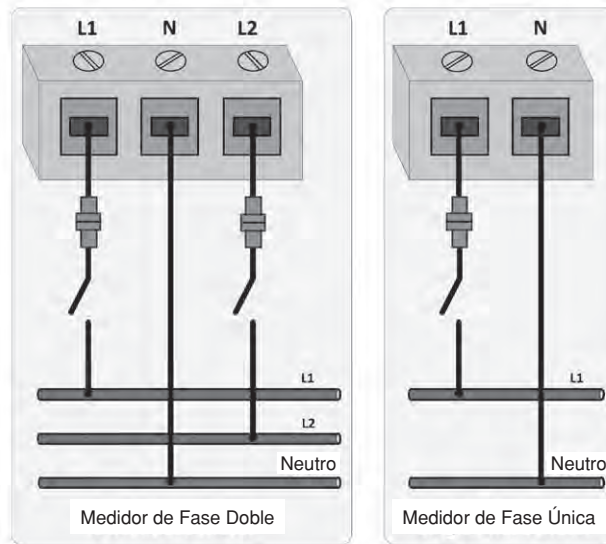 L1 N L2
L1
L2
Neutro
Medidor de Fase Doble
L1 N
L1
Neutro
Medidor de Fase Única